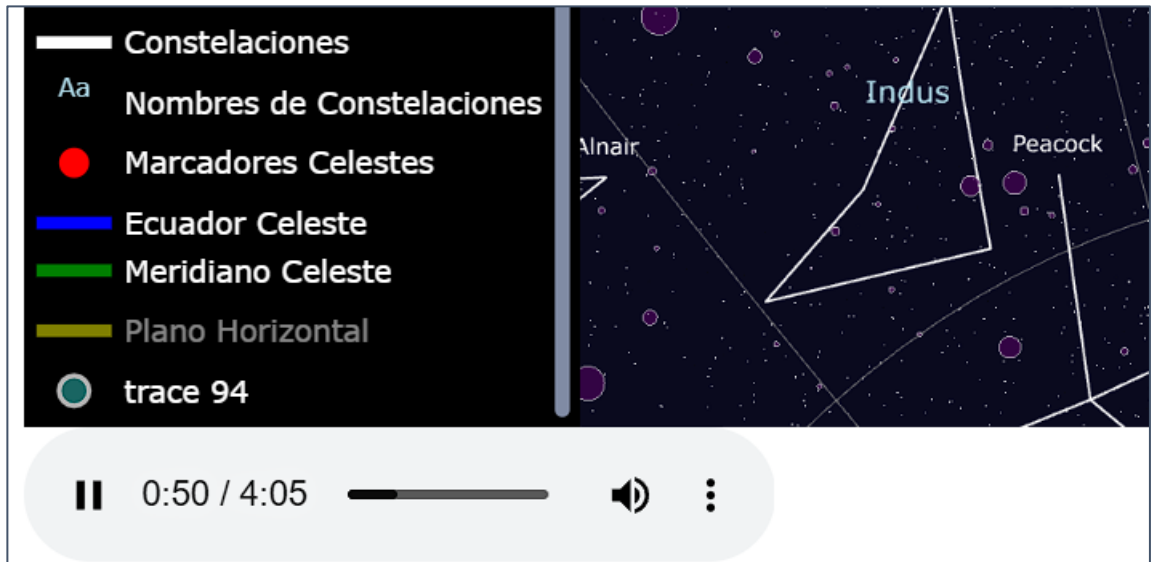 Constelaciones
Aa
Nombres de Constelaciones
Marcadores Celestes
Ecuador Celeste
Meridiano Celeste
Plano Horizontal
trace 94
Indus
Alnair
Peacock
0:50 / 4:05